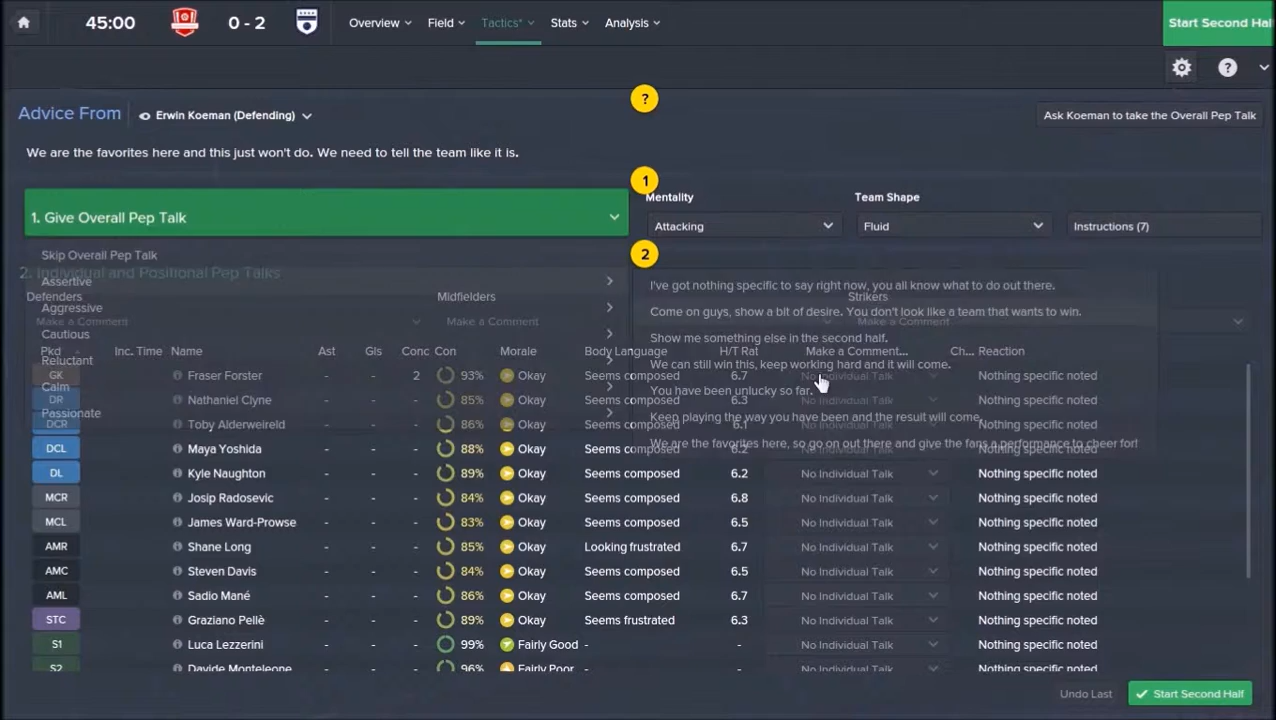 45:00 0 - 2 Overview Field Tactics* Stats Analysis Start Second Hal
?
Advice From Erwin Koeman (Defending) ? Ask Koeman to take the Overall Pep Talk
We are the favorites here and this just won't do. We need to tell the team like it is.
1
Mentality Team Shape
1. Give Overall Pep Talk Attacking Fluid Instructions (7)
2
Skip Overall Pep Talk
2. Individual and Positional Pep Talks
Assertive I've got nothing specific to say right now, you all know what to do out there.
Defenders Midfielders Strikers
Aggressive Come on guys, show a bit of desire. You don't look like a team that wants to win.
Make a Comment Make a Comment Make a Comment
Cautious Show me something else in the second half.
Pkd Inc. Time Name Ast Gls Conc Con Morale Body Language H/T Rat Make a Comment... Ch... Reaction
Reluctant We can still win this, keep working hard and it will come.
GK Fraser Forster - - 2 93% Okay Seems composed 6.7 No Individual Talk Nothing specific noted
Calm You have been unlucky so far.
DR Nathaniel Clyne - - - 85% Okay Seems composed 6.3 Nothing specific noted
Passionate Keep playing the way you have been and the result will come.
DCR Toby Alderweireld - - - 86% Okay Seems composed 6.1 Nothing specific noted
We are the favorites here, so go on out there and give the fans a performance to cheer for!
DCL Maya Yoshida - - - 88% Okay Seems composed 6.2 No Individual Talk Nothing specific noted
DL Kyle Naughton - - - 89% Okay Seems composed 6.2 No Individual Talk Nothing specific noted
MCR Josip Radosevic - - - 84% Okay Seems composed 6.8 No Individual Talk Nothing specific noted
MCL James Ward-Prowse - - - 83% Okay Seems composed 6.5 No Individual Talk Nothing specific noted
AMR Shane Long - - - 85% Okay Looking frustrated 6.7 No Individual Talk Nothing specific noted
AMC Steven Davis - - - 84% Okay Seems composed 6.5 No Individual Talk Nothing specific noted
AML Sadio Mané - - - 86% Okay Seems composed 6.7 No Individual Talk Nothing specific noted
STC Graziano Pellè - - - 89% Okay Seems frustrated 6.3 No Individual Talk Nothing specific noted
S1 Luca Lezzerini - - - 99% Fairly Good - - No Individual Talk Nothing specific noted
S2 Davide Monteleone - - - 96% Fairly Poor - - No Individual Talk Nothing specific noted
Undo Last Start Second Half